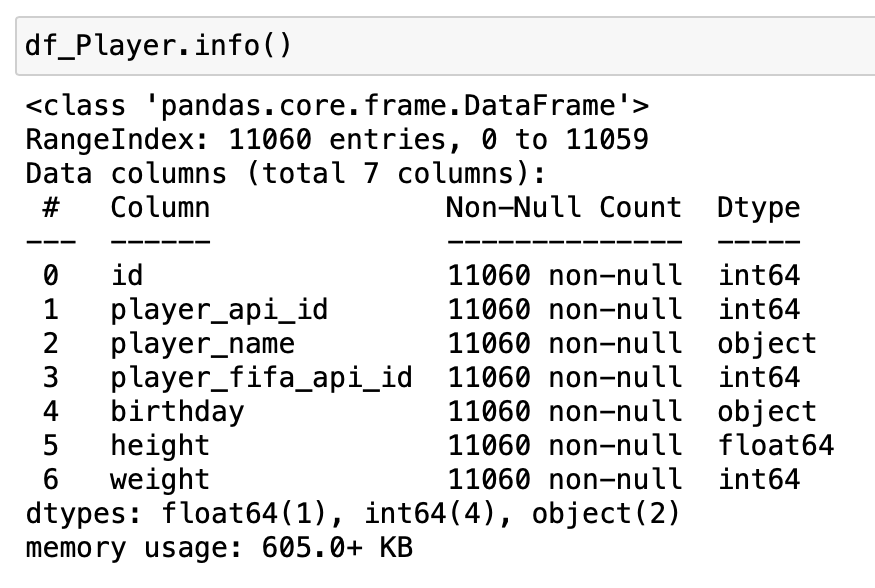 df_Player.info()
<class 'pandas.core.frame.DataFrame'>
RangeIndex: 11060 entries, 0 to 11059
Data columns (total 7 columns):
 #   Column              Non-Null Count  Dtype
---  ------              --------------  -----
 0   id                  11060 non-null  int64
 1   player_api_id       11060 non-null  int64
 2   player_name         11060 non-null  object
 3   player_fifa_api_id  11060 non-null  int64
 4   birthday            11060 non-null  object
 5   height              11060 non-null  float64
 6   weight              11060 non-null  int64
dtypes: float64(1), int64(4), object(2)
memory usage: 605.0+ KB